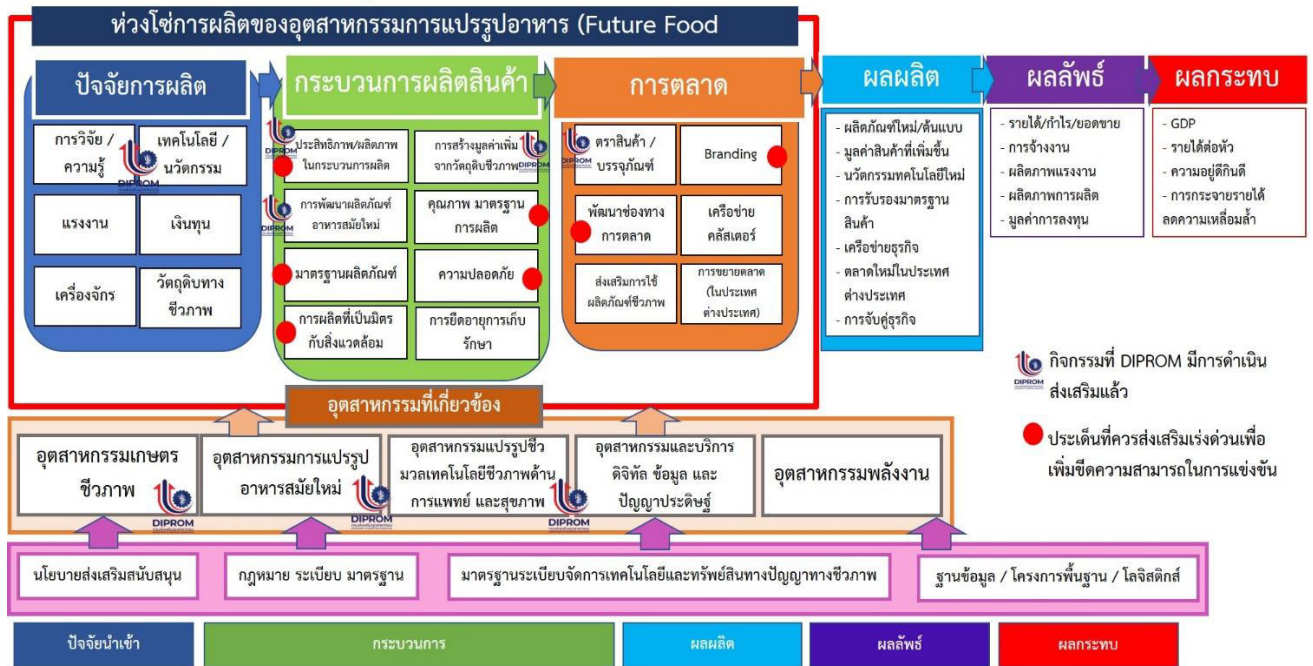 ห่วงโซ่การผลิตของอุตสาหกรรมการแปรรูปอาหาร (Future Food
ปัจจัยการผลิต
การวิจัย /
ความรู้
เทคโนโลยี /
นวัตกรรม
DIPROM
แรงงาน
เงินทุน
เครื่องจักร
วัตถุดิบทาง
ชีวภาพ
กระบวนการผลิตสินค้า
DIPROM
ประสิทธิภาพ/ผลิตภาพ
ในกระบวนการผลิต
การสร้างมูลค่าเพิ่ม
จากวัตถุดิบชีวภาพ
DIPROM
การพัฒนาผลิตภัณฑ์
อาหารสมัยใหม่
DIPROM
คุณภาพ มาตรฐาน
การผลิต
มาตรฐานผลิตภัณฑ์
ความปลอดภัย
การผลิตที่เป็นมิตร
กับสิ่งแวดล้อม
การยืดอายุการเก็บ
รักษา
การตลาด
DIPROM
ตราสินค้า /
บรรจุภัณฑ์
Branding
พัฒนาช่องทาง
การตลาด
เครือข่าย
คลัสเตอร์
ส่งเสริมการใช้
ผลิตภัณฑ์ชีวภาพ
การขยายตลาด
(ในประเทศ
ต่างประเทศ)
ผลผลิต
- ผลิตภัณฑ์ใหม่/ต้นแบบ
- มูลค่าสินค้าที่เพิ่มขึ้น
- นวัตกรรมเทคโนโลยีใหม่
- การรับรองมาตรฐาน
สินค้า
- เครือข่ายธุรกิจ
- ตลาดใหม่ในประเทศ
ต่างประเทศ
- การจับคู่ธุรกิจ
ผลลัพธ์
- รายได้/กำไร/ยอดขาย
- การจ้างงาน
- ผลิตภาพแรงงาน
- ผลิตภาพการผลิต
- มูลค่าการลงทุน
ผลกระทบ
- GDP
- รายได้ต่อหัว
- ความอยู่ดีกินดี
- การกระจายรายได้
ลดความเหลื่อมล้ำ
DIPROM
กิจกรรมที่ DIPROM มีการดำเนิน
ส่งเสริมแล้ว
ประเด็นที่ควรส่งเสริมเร่งด่วนเพื่อ
เพิ่มขีดความสามารถในการแข่งขัน
อุตสาหกรรมที่เกี่ยวข้อง
อุตสาหกรรมเกษตร
ชีวภาพ
DIPROM
อุตสาหกรรมการแปรรูป
อาหารสมัยใหม่
DIPROM
อุตสาหกรรมแปรรูปชีว
มวลเทคโนโลยีชีวภาพด้าน
การแพทย์ และสุขภาพ
DIPROM
อุตสาหกรรมและบริการ
ดิจิทัล ข้อมูล และ
ปัญญาประดิษฐ์
อุตสาหกรรมพลังงาน
นโยบายส่งเสริมสนับสนุน
กฎหมาย ระเบียบ มาตรฐาน
มาตรฐานระเบียบจัดการเทคโนโลยีและทรัพย์สินทางปัญญาทางชีวภาพ
ฐานข้อมูล / โครงการพื้นฐาน / โลจิสติกส์
ปัจจัยนำเข้า
กระบวนการ
ผลผลิต
ผลลัพธ์
ผลกระทบ